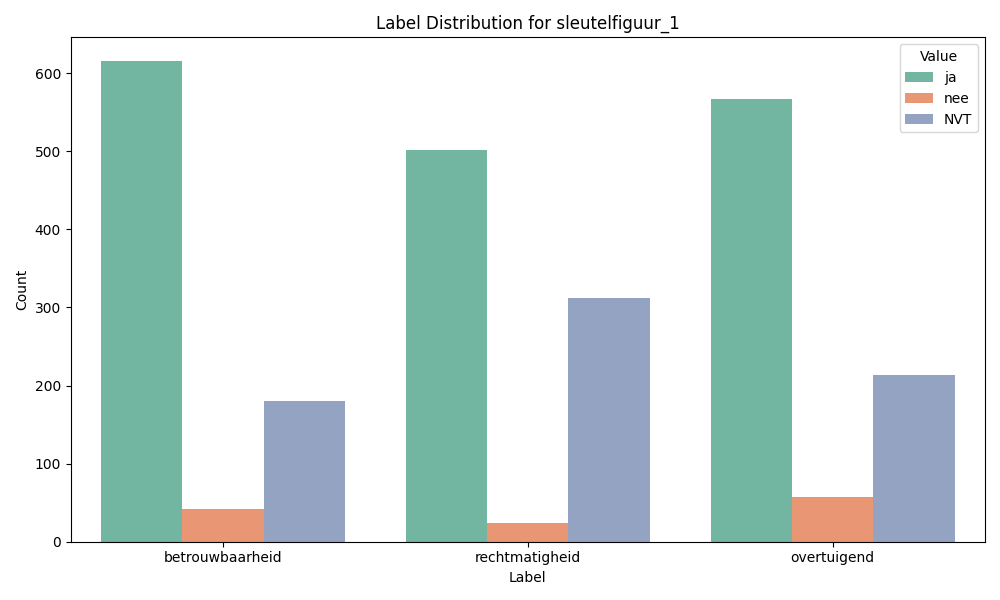 Label Distribution for sleutelfiguur_1
Value
ja
nee
NVT
600
500
400
300
200
100
0
Count
betrouwbaarheid
rechtmatigheid
overtuigend
Label